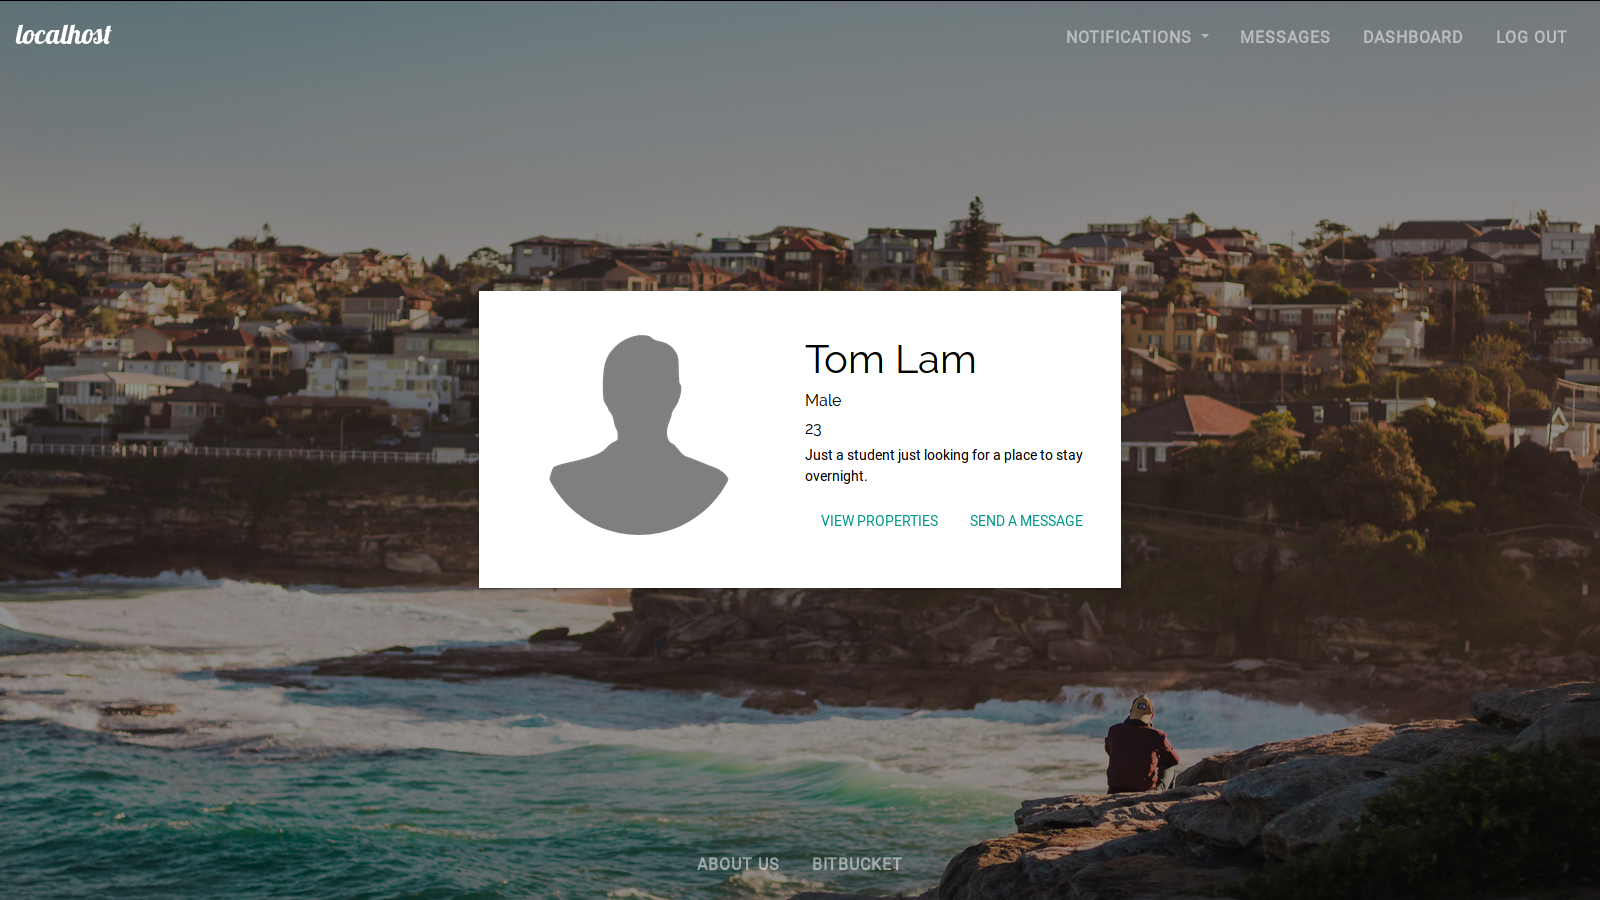 localhost
NOTIFICATIONS
MESSAGES
DASHBOARD
LOG OUT
Tom Lam
Male
23
Just a student just looking for a place to stay
overnight.
VIEW PROPERTIES
SEND A MESSAGE
ABOUT US
BITBUCKET